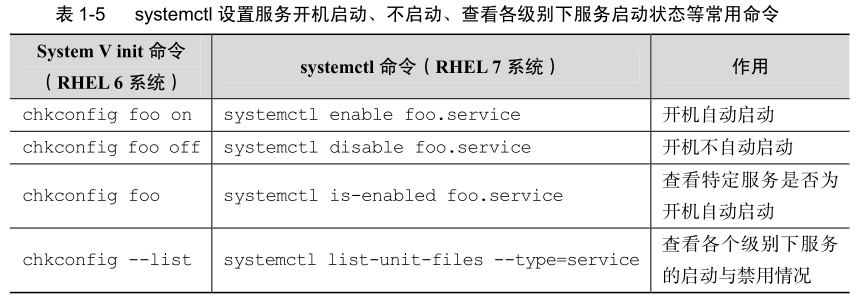 表 1-5 systemctl 设置服务开机启动、不启动、查看各级别下服务启动状态等常用命令
System V init 命令
（RHEL 6 系统）
systemctl 命令（RHEL 7 系统）
作用
chkconfig foo on
systemctl enable foo.service
开机自动启动
chkconfig foo off
systemctl disable foo.service
开机不自动启动
chkconfig foo
systemctl is-enabled foo.service
查看特定服务是否为
开机自动启动
chkconfig --list
systemctl list-unit-files --type=service
查看各个级别下服务
的启动与禁用情况